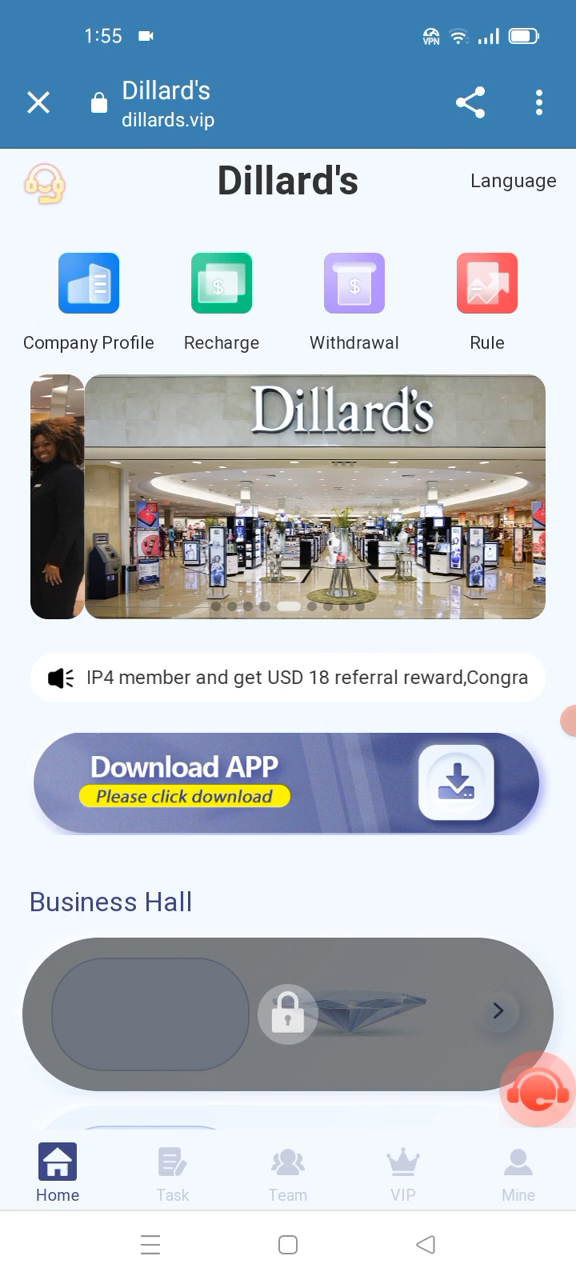 1:55
VPN
Dillard's
dillards.vip
Dillard's
Language
Company Profile
Recharge
Withdrawal
Rule
Dillard's
IP4 member and get USD 18 referral reward,Congra
Download APP
Please click download
Business Hall
Home
Task
Team
VIP
Mine